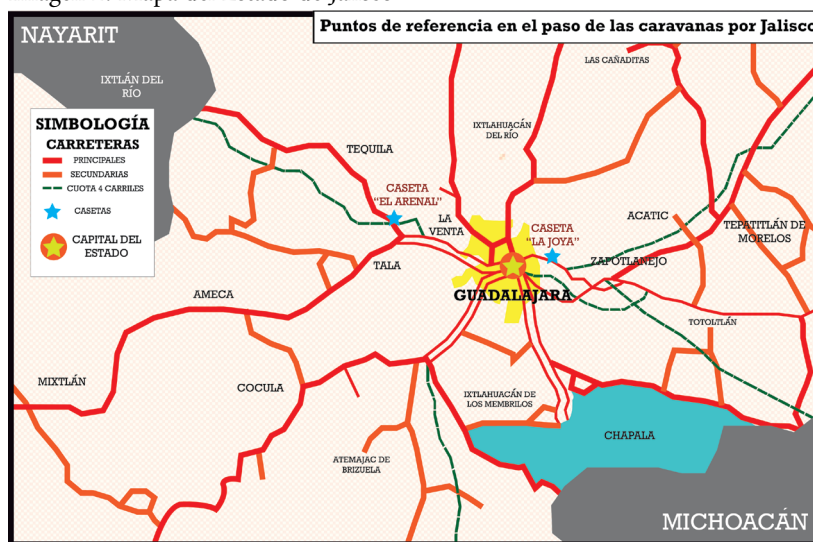 Puntos de referencia en el paso de las caravanas por Jalisco
NAYARIT
IXTLÁN DEL
RÍO
LAS CAÑADITAS
SIMBOLOGÍA
CARRETERAS
PRINCIPALES
SECUNDARIAS
CUOTA 4 CARRILES
CASETAS
CAPITAL DEL
ESTADO
IXTLAHUACÁN
DEL RÍO
TEQUILA
CASETA
"EL ARENAL"
LA
VENTA
CASETA
"LA JOYA"
ACATIC
TEPATITLÁN DE
MORELOS
TALA
ZAPOTLANEJO
GUADALAJARA
AMECA
TOTOLTLÁN
MIXTLÁN
COCULA
IXTLAHUACÁN DE
LOS MEMBRILOS
CHAPALA
ATEMAJAC DE
BRIZUELA
MICHOACÁN